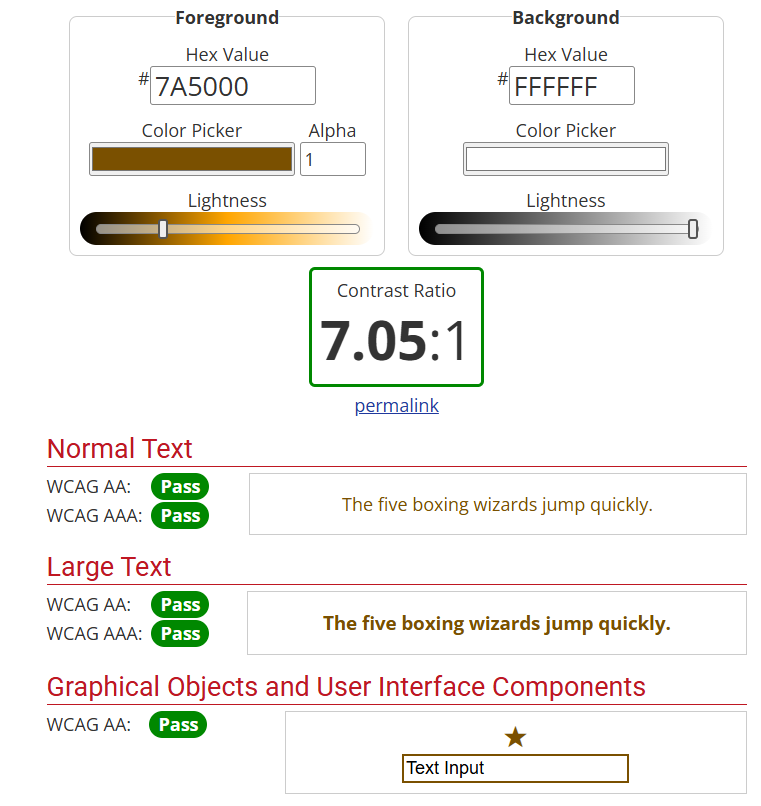 Foreground
Hex Value
# 7A5000
Color Picker Alpha
1
Lightness
Background
Hex Value
# FFFFFF
Color Picker
Lightness
Contrast Ratio
7.05:1
permalink
Normal Text
WCAG AA: Pass
WCAG AAA: Pass
The five boxing wizards jump quickly.
Large Text
WCAG AA: Pass
WCAG AAA: Pass
The five boxing wizards jump quickly.
Graphical Objects and User Interface Components
WCAG AA: Pass
Text Input